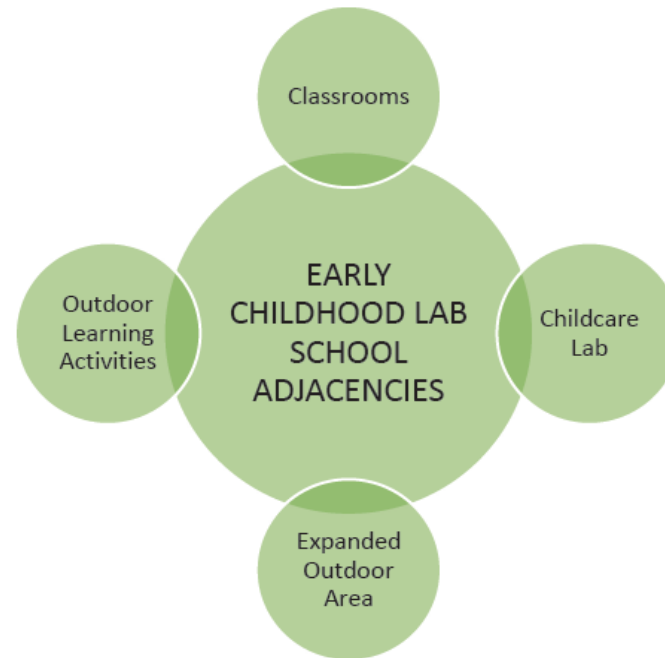 Classrooms
EARLY
CHILDHOOD LAB
SCHOOL
ADJACENCIES
Outdoor
Learning
Activities
Childcare
Lab
Expanded
Outdoor
Area